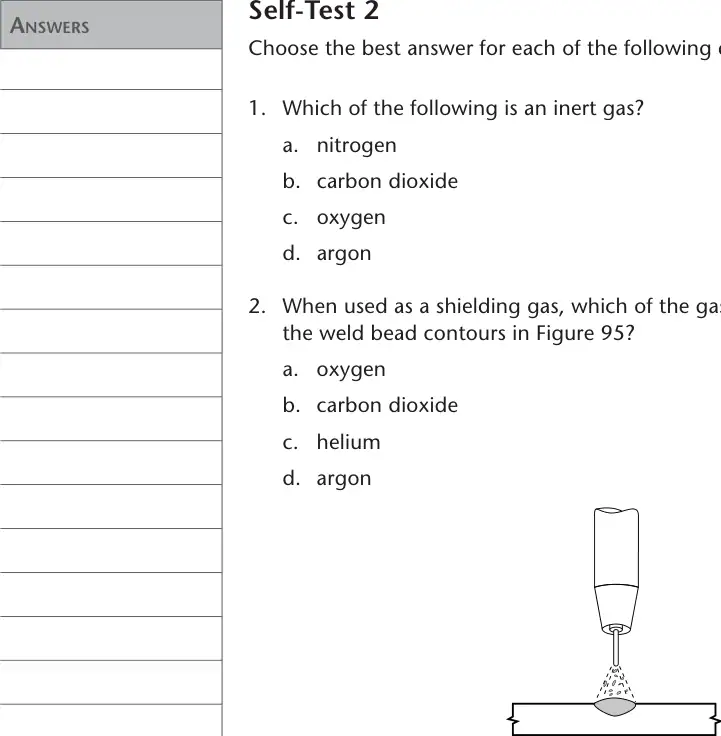 ANSWERS
Self-Test 2
Choose the best answer for each of the following
1. Which of the following is an inert gas?
a. nitrogen
b. carbon dioxide
c. oxygen
d. argon
2. When used as a shielding gas, which of the
the weld bead contours in Figure 95?
a. oxygen
b. carbon dioxide
c. helium
d. argon